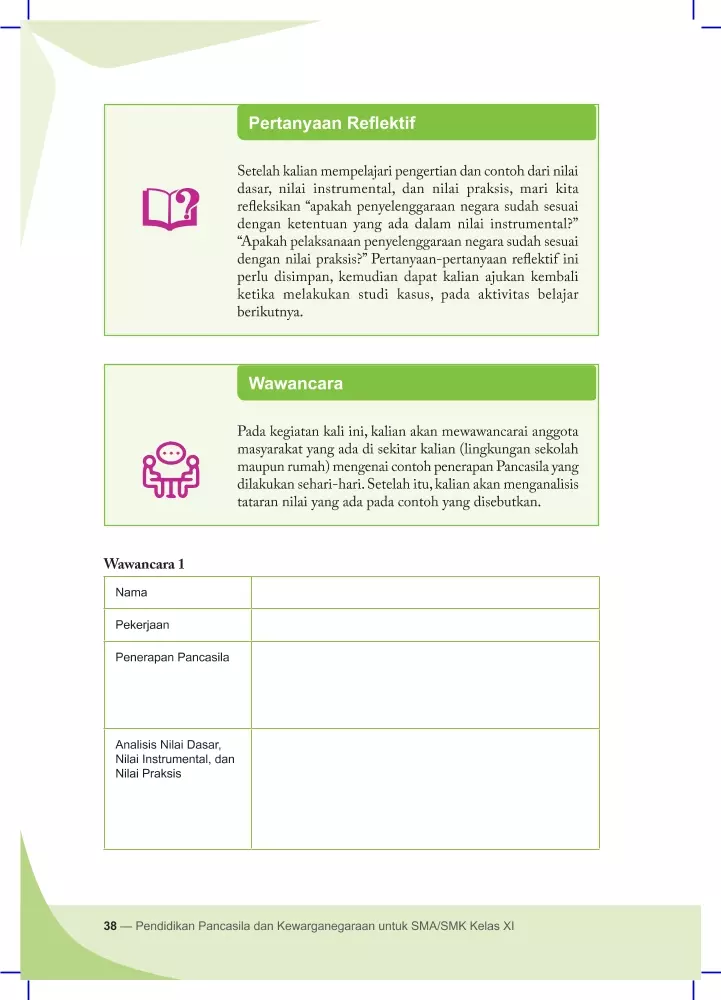 Pertanyaan Reflektif
Setelah kalian mempelajari pengertian dan contoh dari nilai
dasar, nilai instrumental, dan nilai praksis, mari kita
refleksikan “apakah penyelenggaraan negara sudah sesuai
dengan ketentuan yang ada dalam nilai instrumental?”
“Apakah pelaksanaan penyelenggaraan negara sudah sesuai
dengan nilai praksis?” Pertanyaan-pertanyaan reflektif ini
perlu disimpan, kemudian dapat kalian ajukan kembali
ketika melakukan studi kasus, pada aktivitas belajar
berikutnya.
Wawancara
Pada kegiatan kali ini, kalian akan mewawancarai anggota
masyarakat yang ada di sekitar kalian (lingkungan sekolah
maupun rumah) mengenai contoh penerapan Pancasila yang
dilakukan sehari-hari. Setelah itu, kalian akan menganalisis
tataran nilai yang ada pada contoh yang disebutkan.
Wawancara 1
Nama
Pekerjaan
Penerapan Pancasila
Analisis Nilai Dasar,
Nilai Instrumental, dan
Nilai Praksis
38 — Pendidikan Pancasila dan Kewarganegaraan untuk SMA/SMK Kelas XI